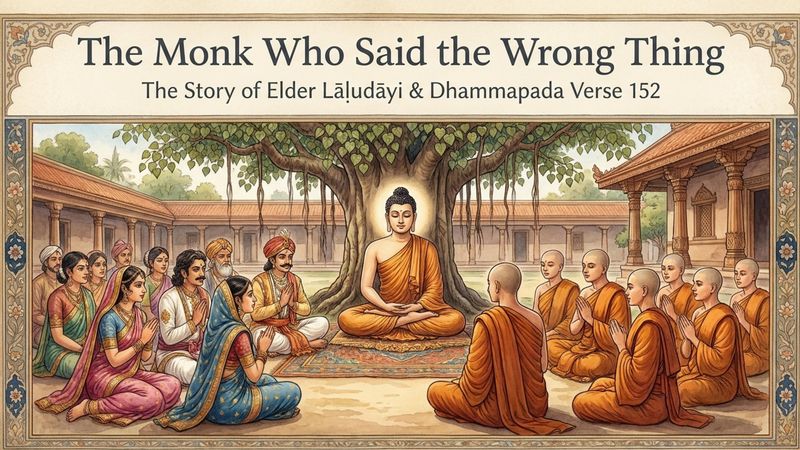 The Monk Who Said the Wrong Thing
The Story of Elder Lāḷudāyi & Dhammapada Verse 152